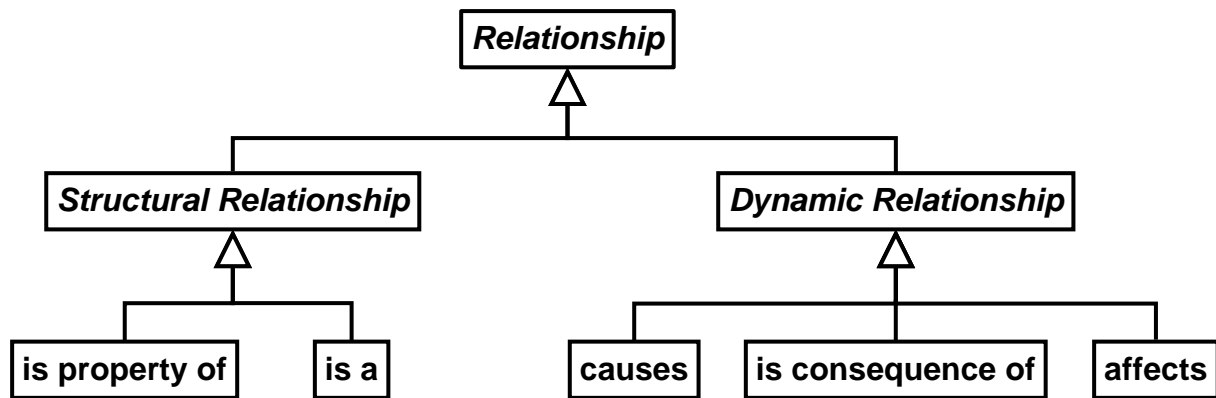 Relationship
Structural Relationship
Dynamic Relationship
is property of
is a
causes
is consequence of
affects